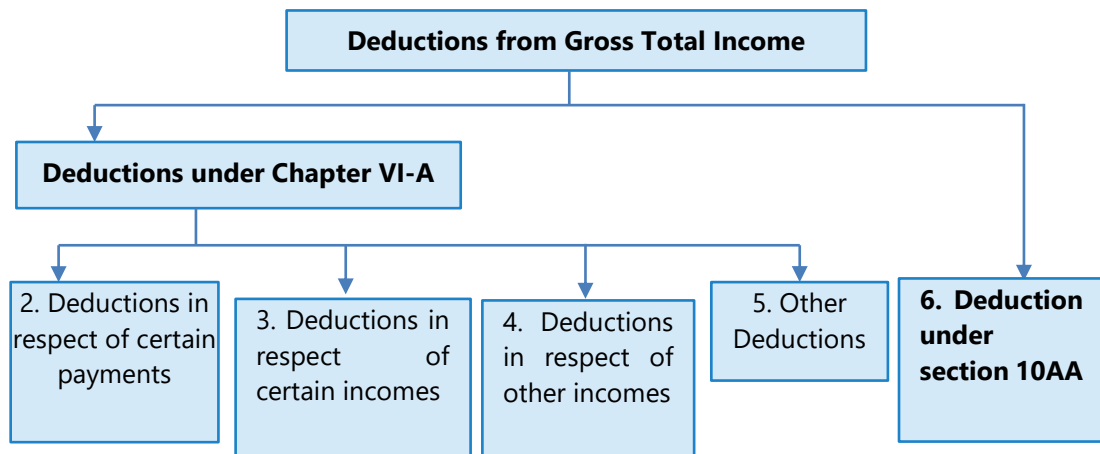 Deductions from Gross Total Income
Deductions under Chapter VI-A
2. Deductions in
respect of certain
payments
3. Deductions in
respect of
certain incomes
4. Deductions
in respect of
other incomes
5. Other
Deductions
6. Deduction
under
section 10AA